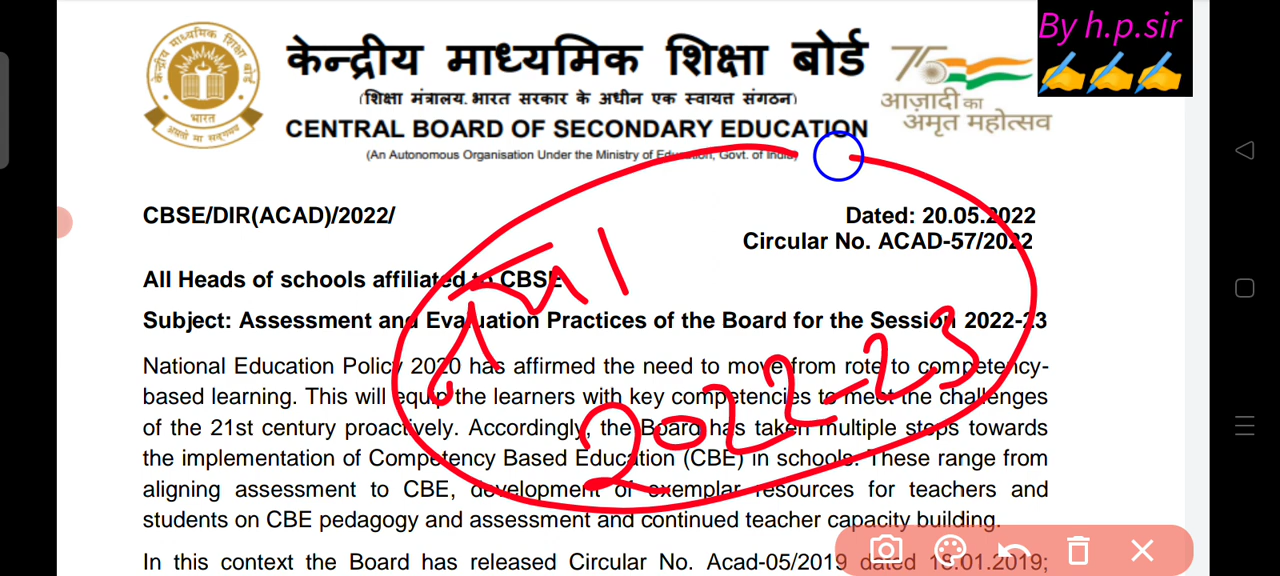 By h.p.sir
✍️✍️✍️
केन्द्रीय माध्यमिक शिक्षा बोर्ड
केन्द्रीय माध्यमिक शिक्षा बोर्ड
भारत
असतो मा सद्गमय
(शिक्षा मंत्रालय, भारत सरकार के अधीन एक स्वायत्त संगठन)
CENTRAL BOARD OF SECONDARY EDUCATION
(An Autonomous Organisation Under the Ministry of Education, Govt. of India)
75
आज़ादी का
अमृत महोत्सव
CBSE/DIR(ACAD)/2022/
Dated: 20.05.2022
Circular No. ACAD-57/2022
All Heads of schools affiliated to CBSE
Subject: Assessment and Evaluation Practices of the Board for the Session 2022-23
National Education Policy 2020 has affirmed the need to move from rote to competency-
based learning. This will equip the learners with key competencies to meet the challenges
of the 21st century proactively. Accordingly, the Board has taken multiple steps towards
the implementation of Competency Based Education (CBE) in schools. These range from
aligning assessment to CBE, development of exemplar resources for teachers and
students on CBE pedagogy and assessment and continued teacher capacity building.
In this context the Board has released Circular No. Acad-05/2019 dated 18.01.2019;
2022-23